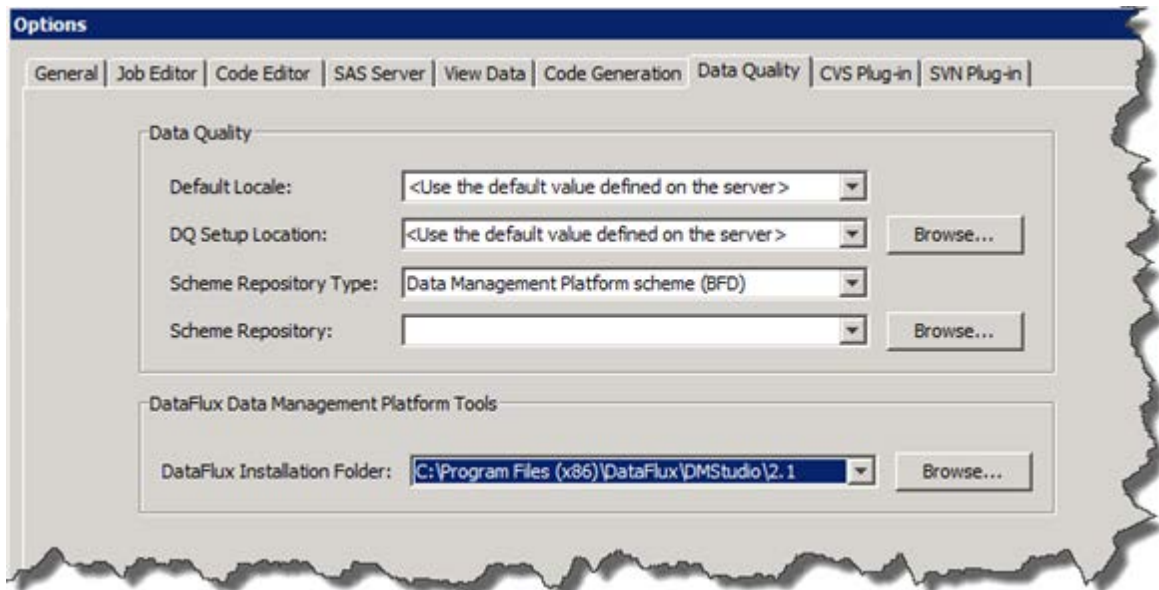 Options
General Job Editor Code Editor SAS Server View Data Code Generation Data Quality CVS Plug-in SVN Plug-in
Data Quality
Default Locale: <Use the default value defined on the server>
DQ Setup Location: <Use the default value defined on the server> Browse...
Scheme Repository Type: Data Management Platform scheme (BFD)
Scheme Repository: Browse...
DataFlux Data Management Platform Tools
DataFlux Installation Folder: C:\Program Files (x86)\DataFlux\DMStudio\2.1 Browse...